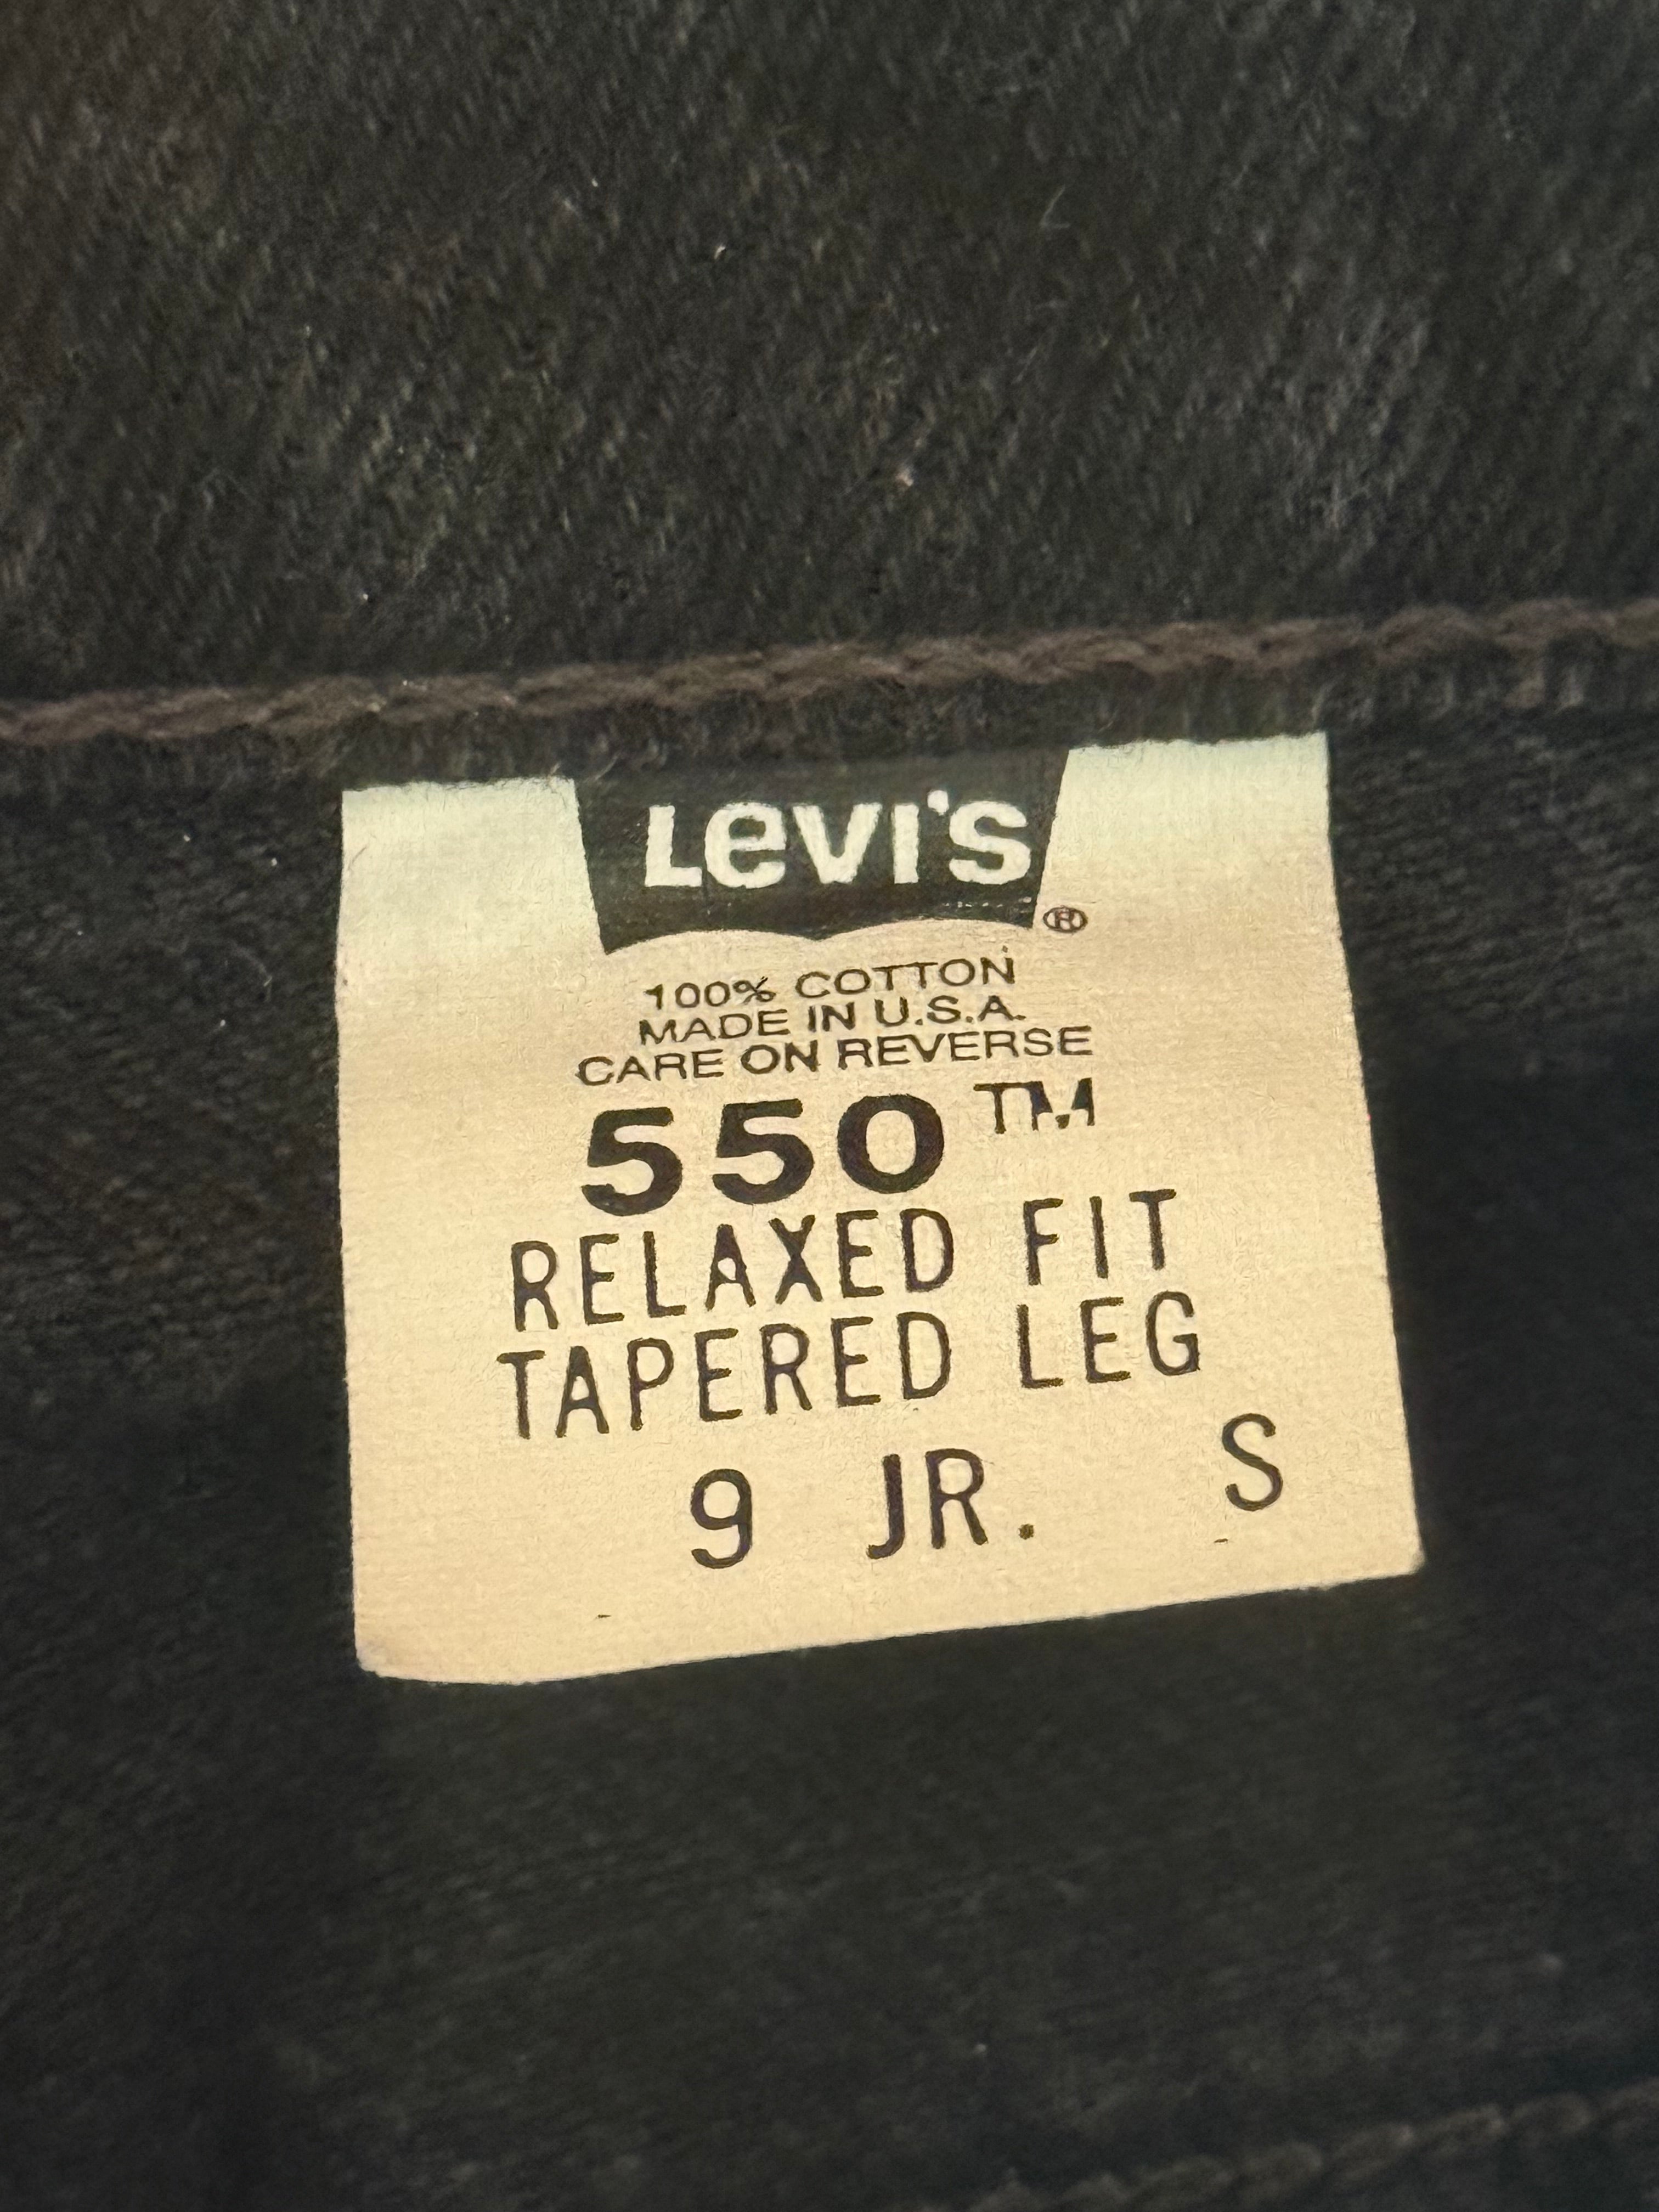 Levi's
®
100% COTTON
MADE IN U.S.A.
CARE ON REVERSE
550™
RELAXED FIT
TAPERED LEG
9 JR. S